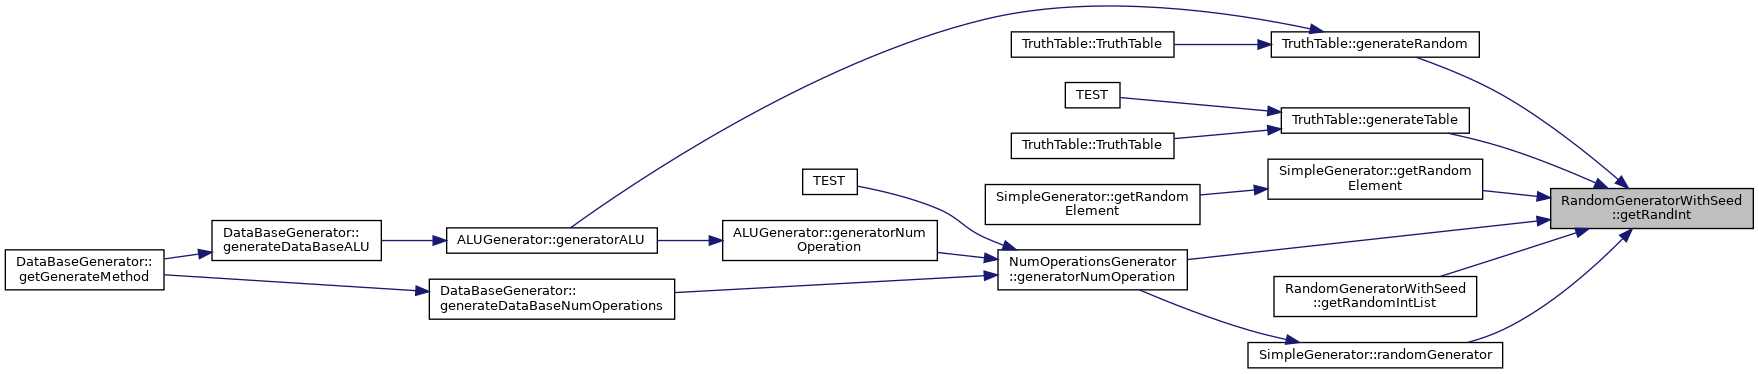 TruthTable::TruthTable
TruthTable::generateRandom
TEST
TruthTable::generateTable
TruthTable::TruthTable
SimpleGenerator::getRandom
Element
SimpleGenerator::getRandom
Element
TEST
RandomGeneratorWithSeed
::getRandInt
DataBaseGenerator::
generateDataBaseALU
ALUGenerator::generatorALU
ALUGenerator::generatorNum
Operation
DataBaseGenerator::
getGenerateMethod
NumOperationsGenerator
::generatorNumOperation
DataBaseGenerator::
generateDataBaseNumOperations
RandomGeneratorWithSeed
::getRandomIntList
SimpleGenerator::randomGenerator